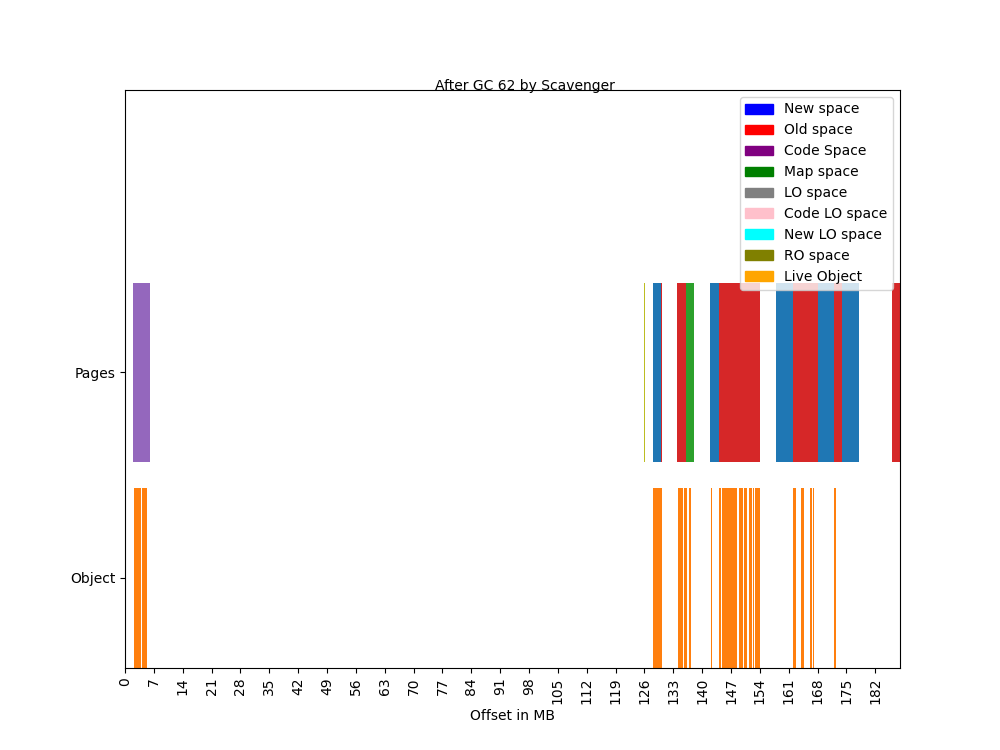 After GC 62 by Scavenger
New space
Old space
Code Space
Map space
LO space
Code LO space
New LO space
RO space
Live Object
Pages
Object
0 7 14 21 28 35 42 49 56 63 70 77 84 91 98 105 112 119 126 133 140 147 154 161 168 175 182
Offset in MB